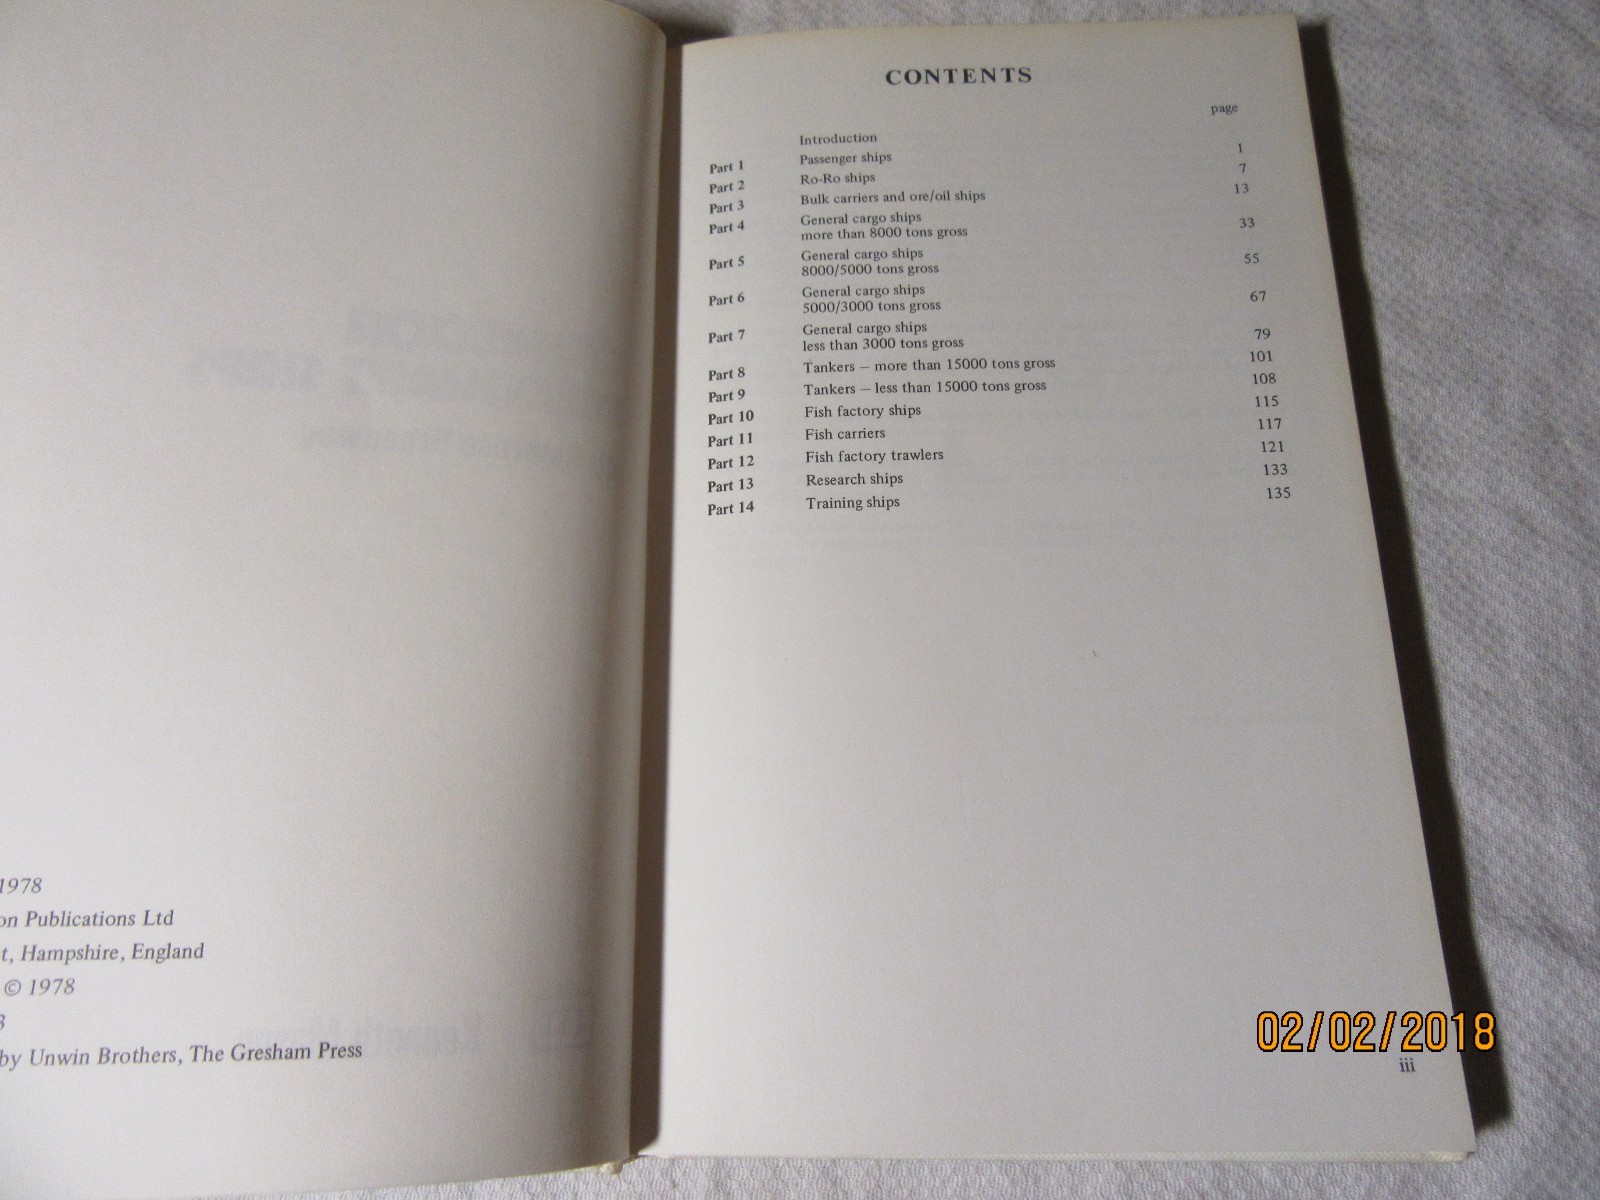 1978
on Publications Ltd
t, Hampshire, England
© 1978
by Unwin Brothers, The Gresham Press
CONTENTS
page
Introduction
Part 1 Passenger ships 1
Part 2 Ro-Ro ships 7
Part 3 Bulk carriers and ore/oil ships 13
Part 4 General cargo ships
more than 8000 tons gross 33
Part 5 General cargo ships
8000/5000 tons gross 55
Part 6 General cargo ships
5000/3000 tons gross 67
Part 7 General cargo ships
less than 3000 tons gross 79
Part 8 Tankers — more than 15000 tons gross 101
Part 9 Tankers — less than 15000 tons gross 108
Part 10 Fish factory ships 115
Part 11 Fish carriers 117
Part 12 Fish factory trawlers 121
Part 13 Research ships 133
Part 14 Training ships 135
02/02/2018
iii